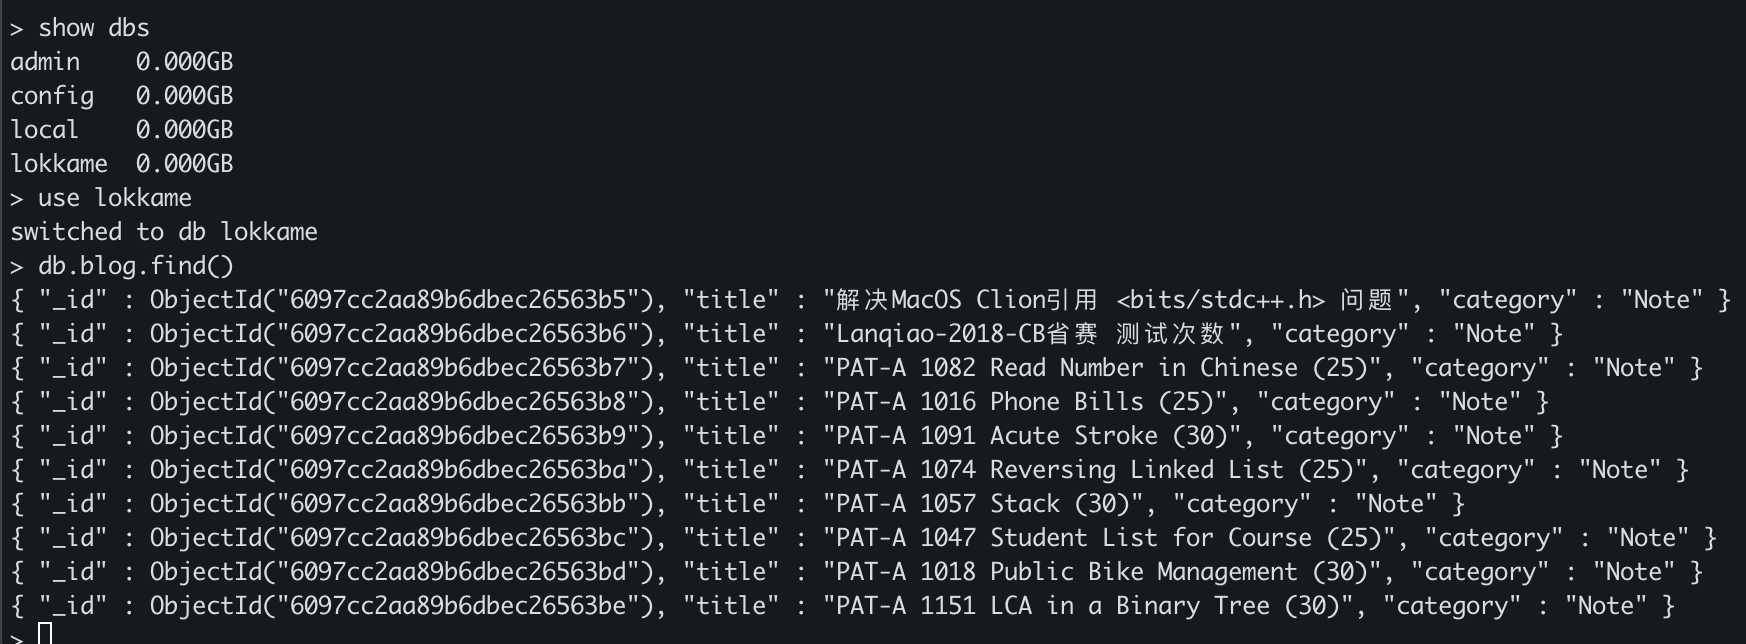 > show dbs
admin    0.000GB
config   0.000GB
local    0.000GB
lokkame  0.000GB
> use lokkame
switched to db lokkame
> db.blog.find()
{ "_id" : ObjectId("6097cc2aa89b6dbec26563b5"), "title" : "解决MacOS Clion引用 <bits/stdc++.h> 问题", "category" : "Note" }
{ "_id" : ObjectId("6097cc2aa89b6dbec26563b6"), "title" : "Lanqiao-2018-CB省赛 测试次数", "category" : "Note" }
{ "_id" : ObjectId("6097cc2aa89b6dbec26563b7"), "title" : "PAT-A 1082 Read Number in Chinese (25)", "category" : "Note" }
{ "_id" : ObjectId("6097cc2aa89b6dbec26563b8"), "title" : "PAT-A 1016 Phone Bills (25)", "category" : "Note" }
{ "_id" : ObjectId("6097cc2aa89b6dbec26563b9"), "title" : "PAT-A 1091 Acute Stroke (30)", "category" : "Note" }
{ "_id" : ObjectId("6097cc2aa89b6dbec26563ba"), "title" : "PAT-A 1074 Reversing Linked List (25)", "category" : "Note" }
{ "_id" : ObjectId("6097cc2aa89b6dbec26563bb"), "title" : "PAT-A 1057 Stack (30)", "category" : "Note" }
{ "_id" : ObjectId("6097cc2aa89b6dbec26563bc"), "title" : "PAT-A 1047 Student List for Course (25)", "category" : "Note" }
{ "_id" : ObjectId("6097cc2aa89b6dbec26563bd"), "title" : "PAT-A 1018 Public Bike Management (30)", "category" : "Note" }
{ "_id" : ObjectId("6097cc2aa89b6dbec26563be"), "title" : "PAT-A 1151 LCA in a Binary Tree (30)", "category" : "Note" }
>